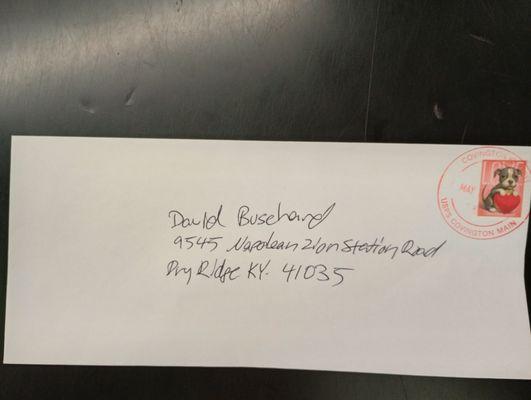 David Busehand
9545 Napolean Zion Station Road
Dry Ridge KY. 41035
COVINGTON
MAY
USPS COVINGTON MAIN